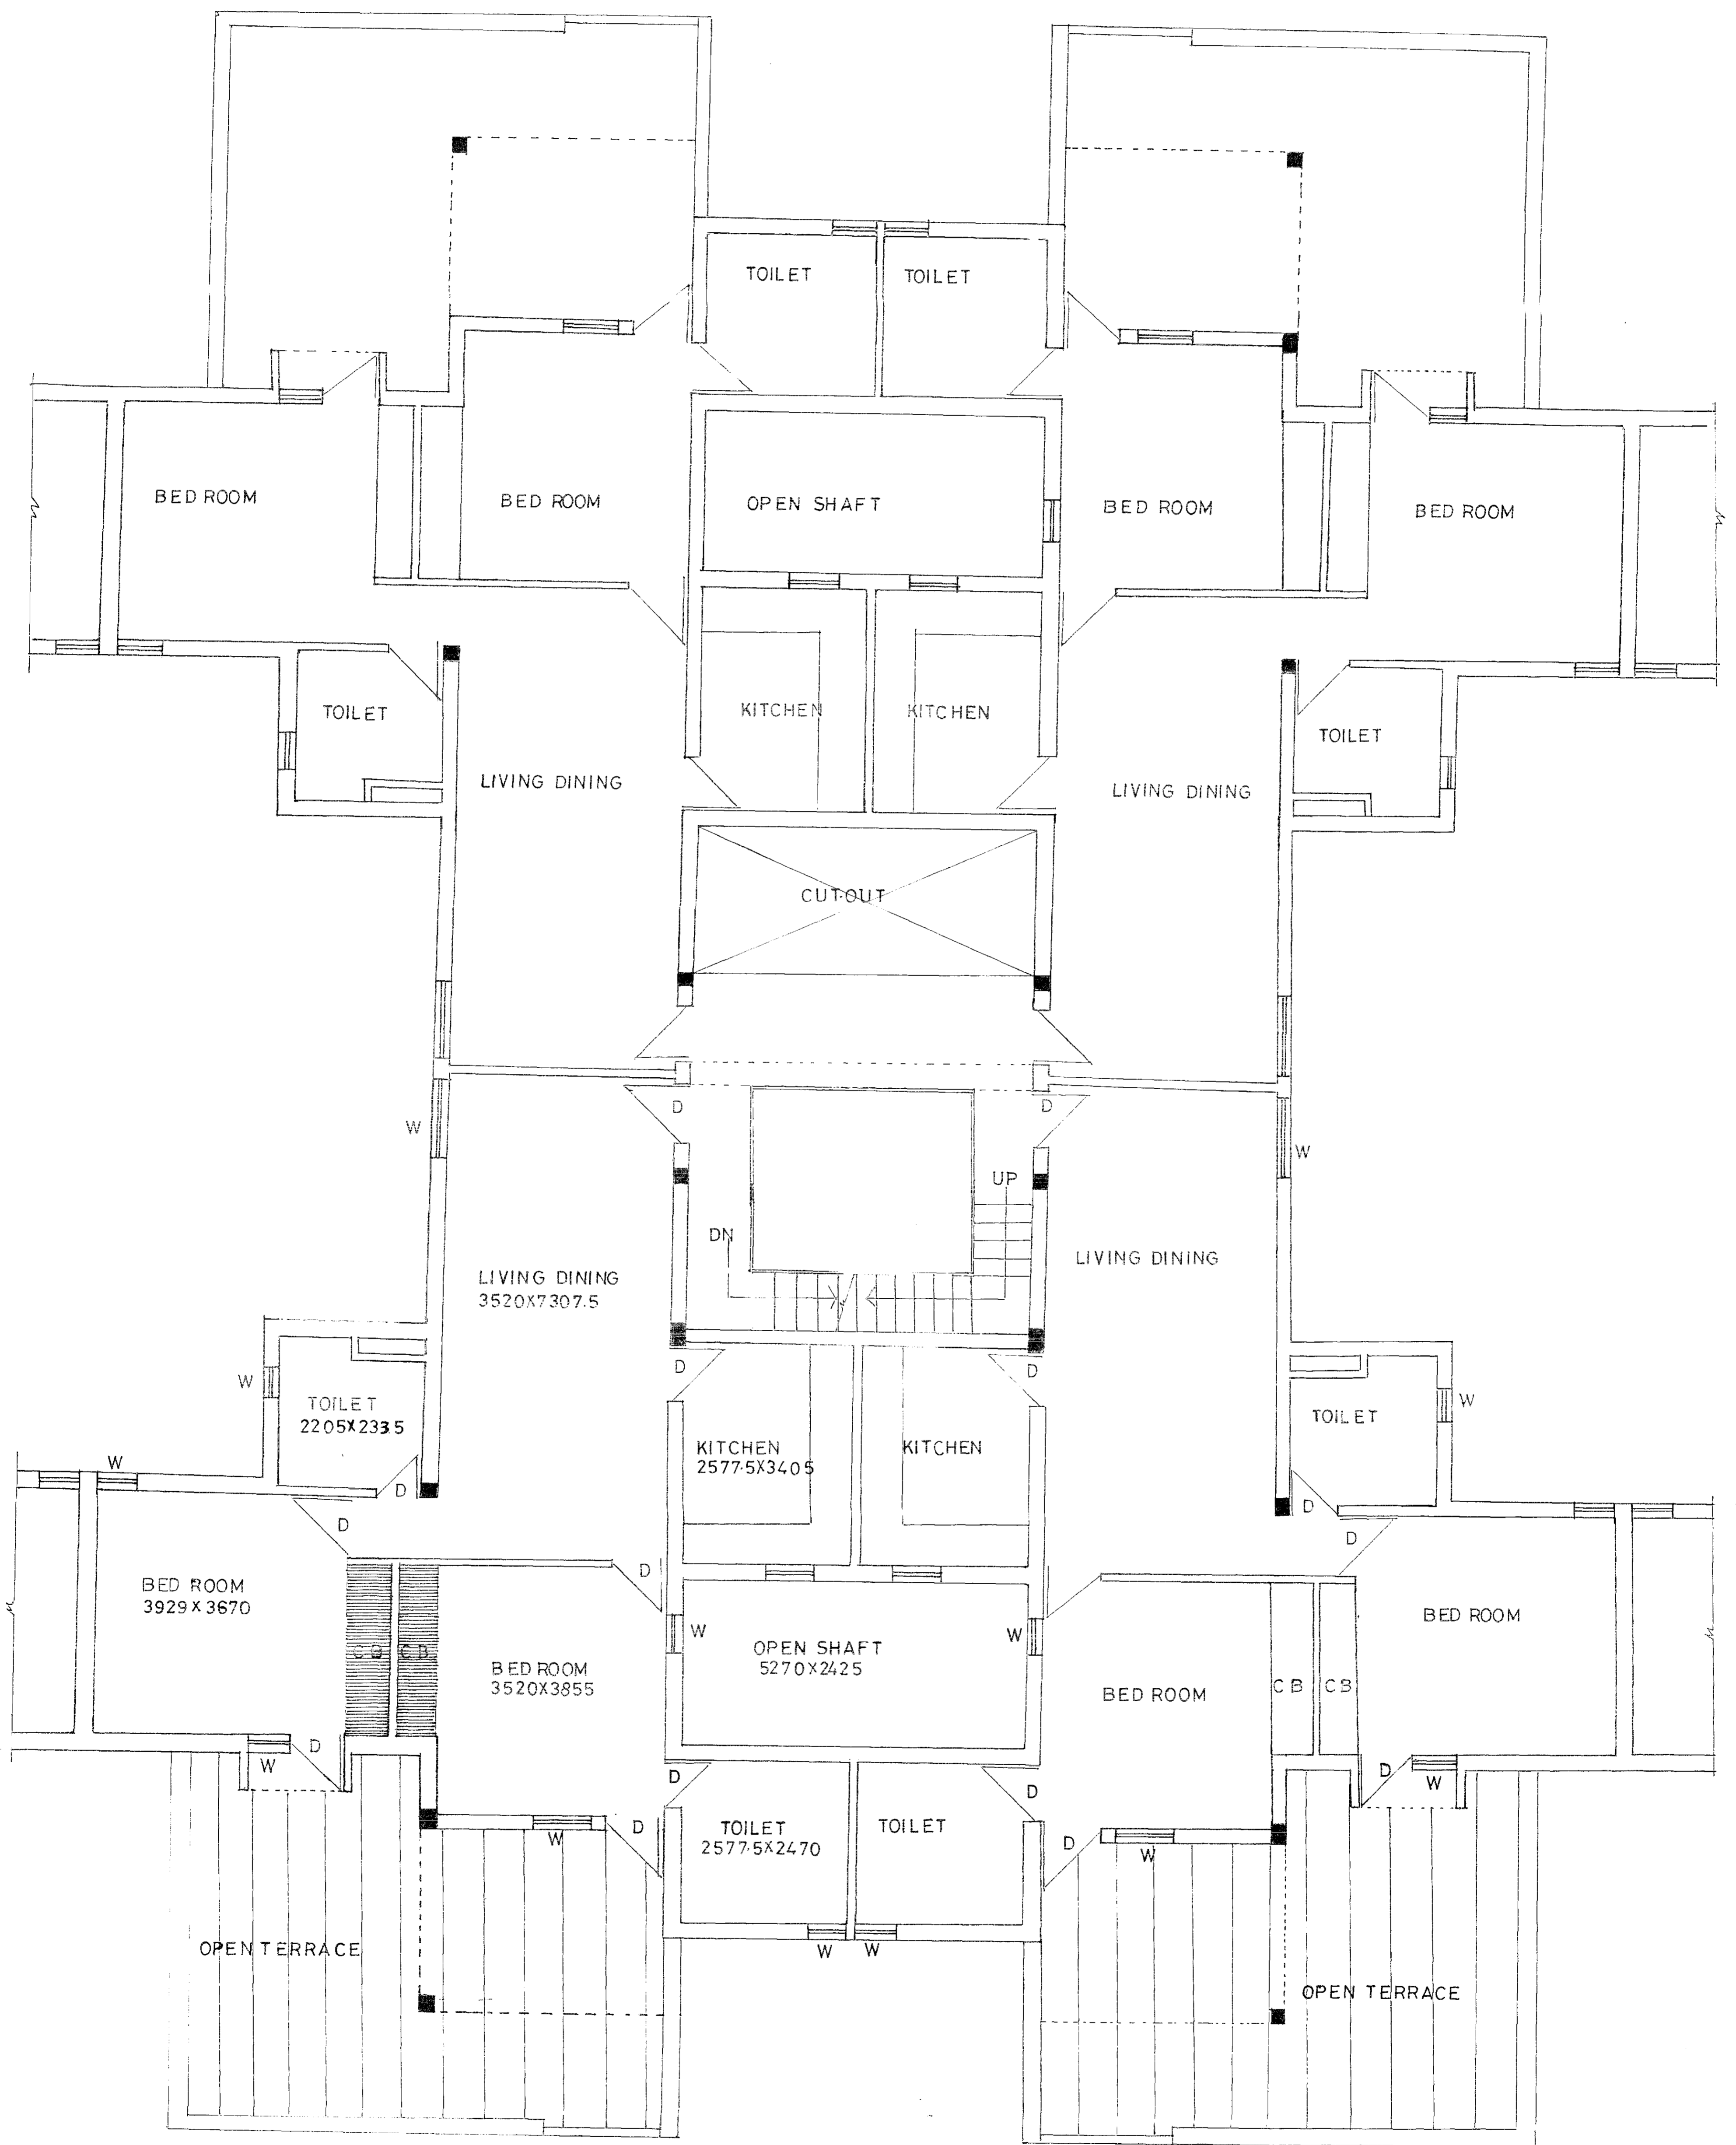 TOILET
TOILET
BED ROOM
BED ROOM
OPEN SHAFT
BED ROOM
BED ROOM
TOILET
KITCHEN
KITCHEN
TOILET
LIVING DINING
LIVING DINING
CUT-OUT
D
D
W
W
UP
DN
LIVING DINING
3520X7307.5
LIVING DINING
D
D
W
TOILET
2205X2335
W
TOILET
KITCHEN
2577.5X3405
KITCHEN
W
D
D
D
D
D
BED ROOM
3929X3670
CB
CB
BED ROOM
3520X3855
W
OPEN SHAFT
5270X2425
W
BED ROOM
CB
CB
BED ROOM
W
D
D
D
D
W
W
D
TOILET
2577.5X2470
TOILET
D
W
OPEN TERRACE
W
W
OPEN TERRACE